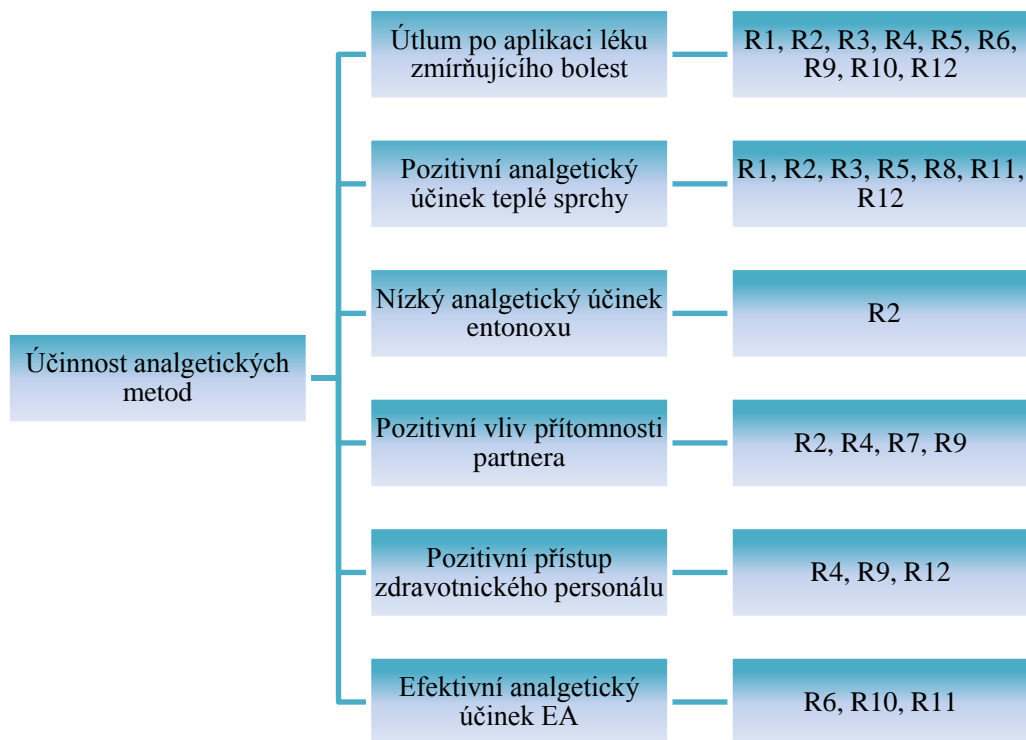 Útlum po aplikaci léku
zmírňujícího bolest
R1, R2, R3, R4, R5, R6,
R9, R10, R12
Pozitivní analgetický
účinek teplé sprchy
R1, R2, R3, R5, R8, R11,
R12
Nízký analgetický účinek
entonoxu
R2
Účinnost analgetických
metod
Pozitivní vliv přítomnosti
partnera
R2, R4, R7, R9
Pozitivní přístup
zdravotnického personálu
R4, R9, R12
Efektivní analgetický
účinek EA
R6, R10, R11